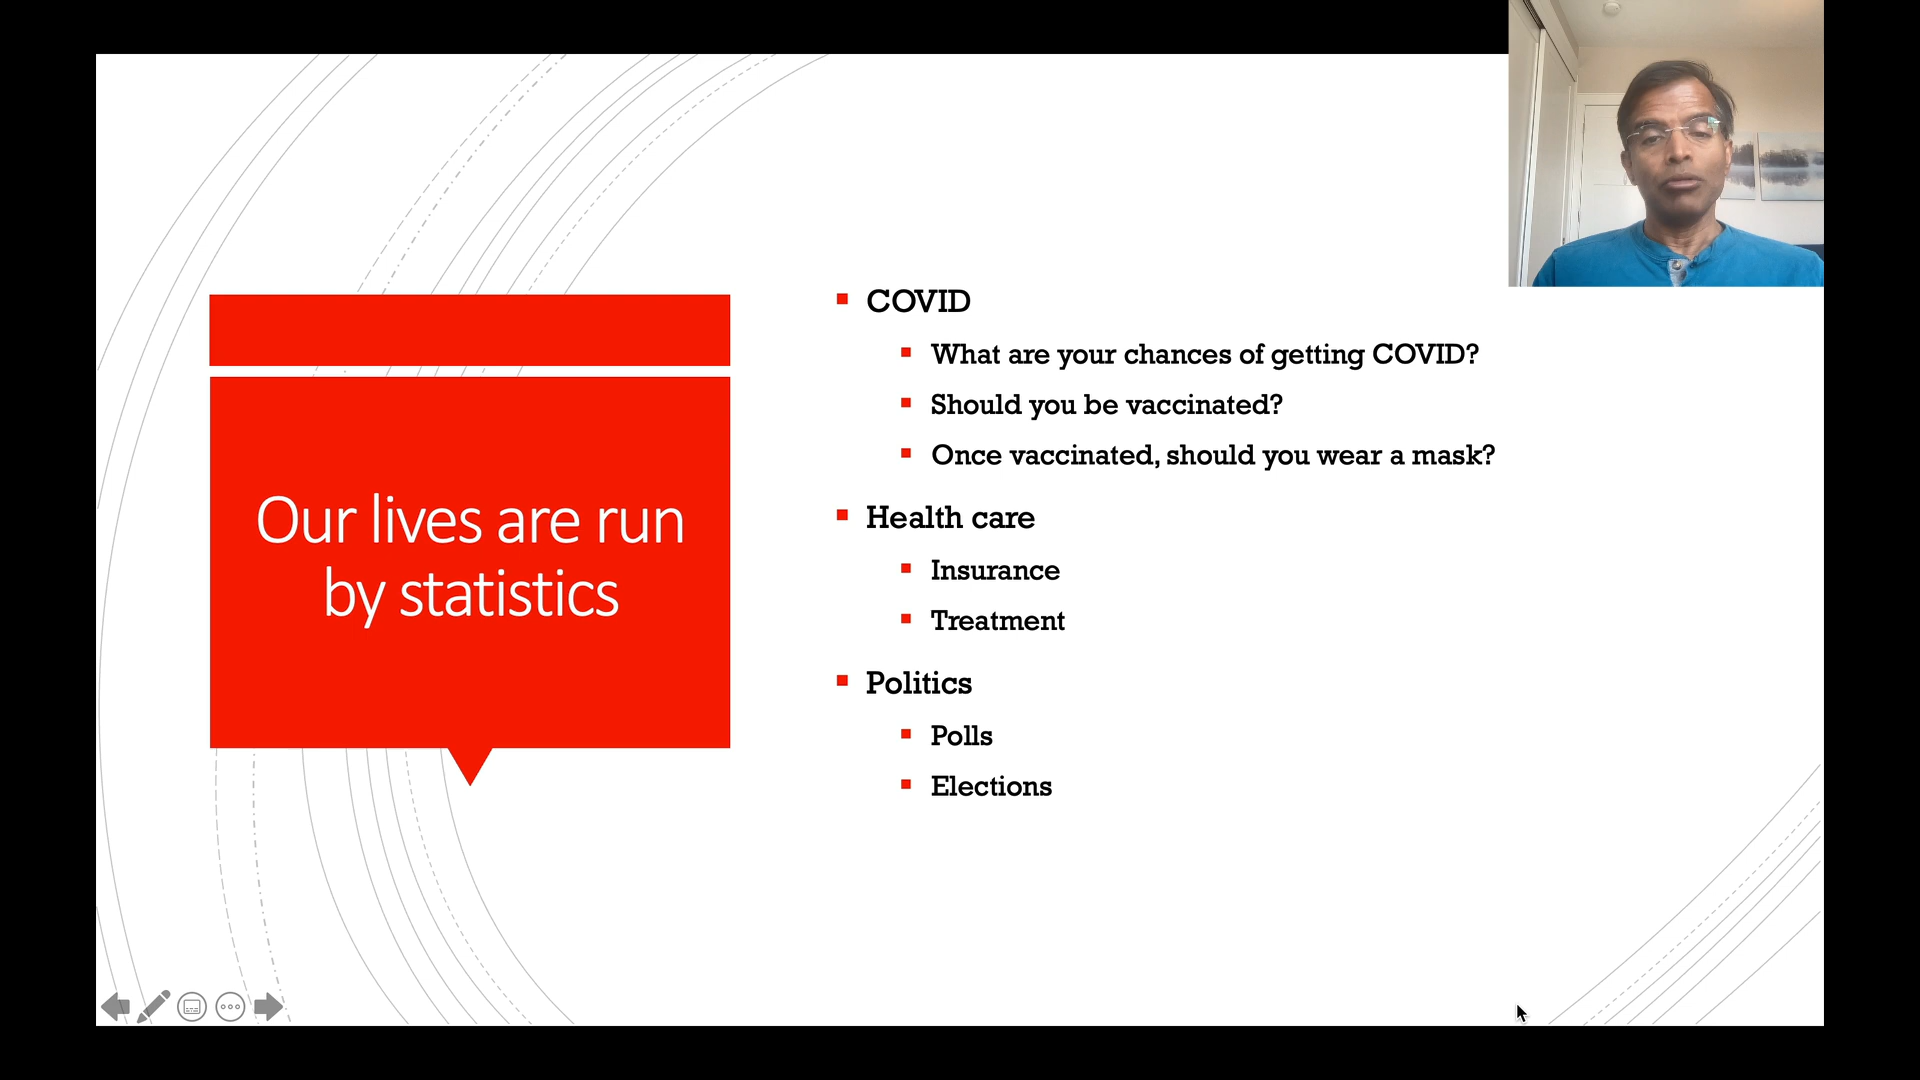 Our lives are run
by statistics
COVID
What are your chances of getting COVID?
Should you be vaccinated?
Once vaccinated, should you wear a mask?
Health care
Insurance
Treatment
Politics
Polls
Elections